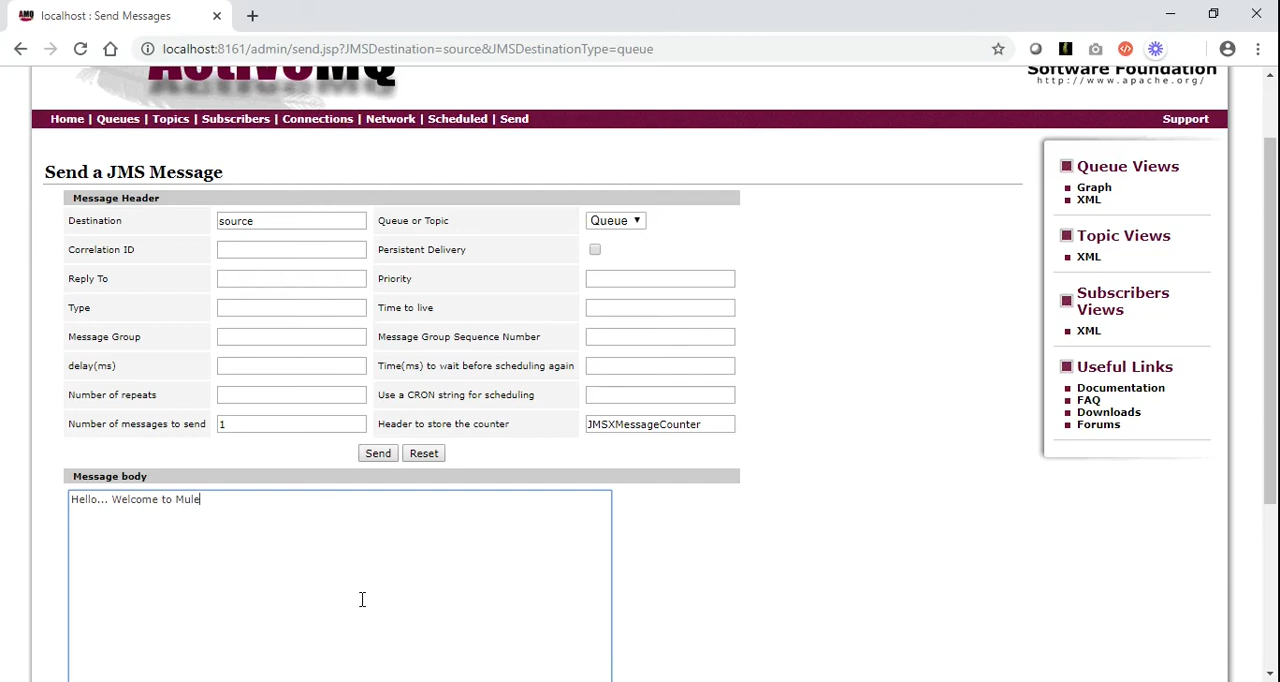 localhost : Send Messages
localhost:8161/admin/send.jsp?JMSDestination=source&JMSDestinationType=queue
ActiveMQ
Software Foundation
http://www.apache.org/
Home | Queues | Topics | Subscribers | Connections | Network | Scheduled | Send
Support
Send a JMS Message
Message Header
Destination source Queue or Topic Queue
Correlation ID Persistent Delivery
Reply To Priority
Type Time to live
Message Group Message Group Sequence Number
delay(ms) Time(ms) to wait before scheduling again
Number of repeats Use a CRON string for scheduling
Number of messages to send 1 Header to store the counter JMSXMessageCounter
Send Reset
Message body
Hello... Welcome to Mule
Queue Views
Graph
XML
Topic Views
XML
Subscribers
Views
XML
Useful Links
Documentation
FAQ
Downloads
Forums